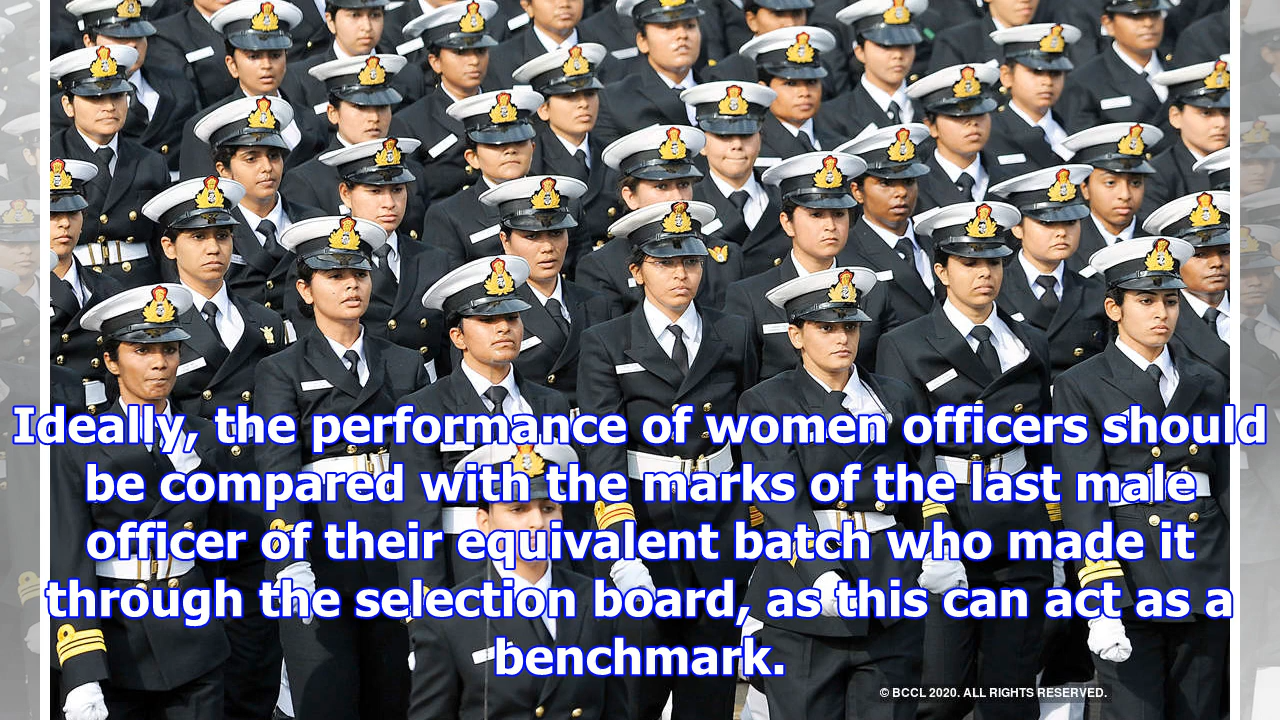 Ideally, the performance of women officers should
be compared with the marks of the last male
officer of their equivalent batch who made it
through the selection board, as this can act as a
benchmark.
© BCCL 2020. ALL RIGHTS RESERVED.